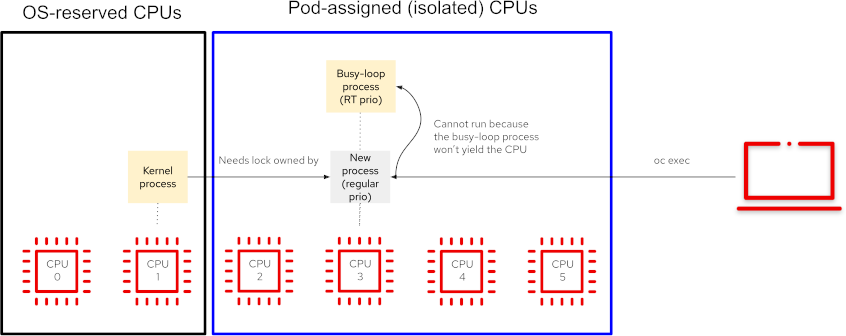 OS-reserved CPUs
Pod-assigned (isolated) CPUs
Busy-loop
process
(RT prio)
Cannot run because
the busy-loop process
won't yield the CPU
Kernel
process
Needs lock owned by
New
process
(regular
prio)
oc exec
CPU
0
CPU
1
CPU
2
CPU
3
CPU
4
CPU
5